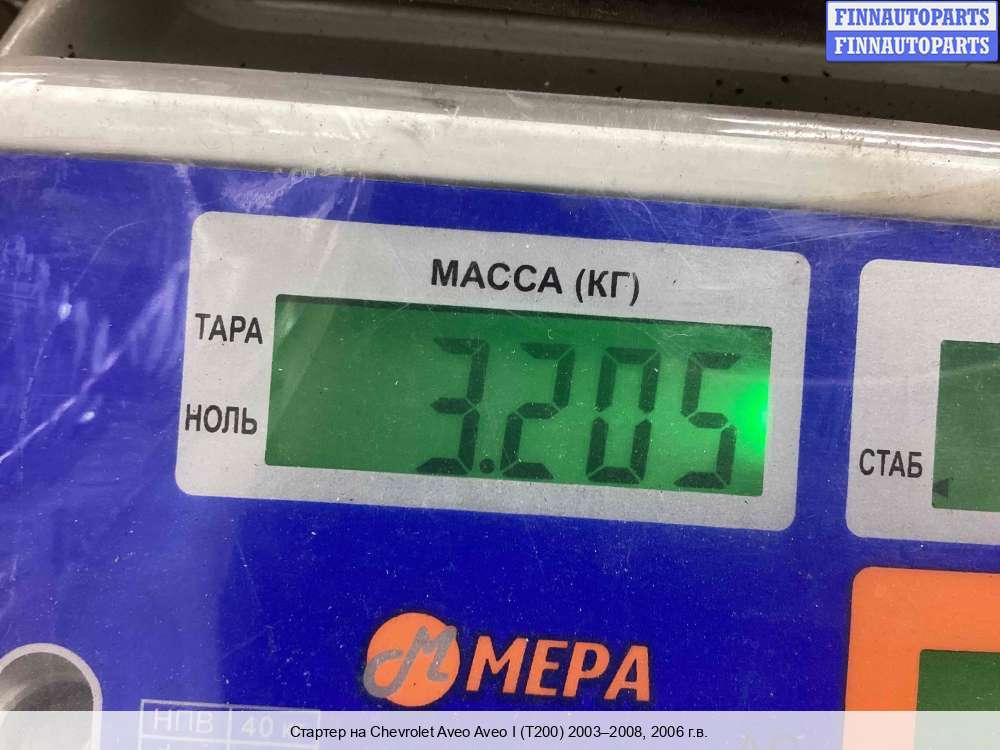 FINNAUTOPARTS
FINNAUTOPARTS
МАССА (КГ)
ТАРА
3.205
НОЛЬ
СТАБ
М МЕРА
НПВ 40 кг
Стартер на Chevrolet Aveo Aveo I (T200) 2003–2008, 2006 г.в.